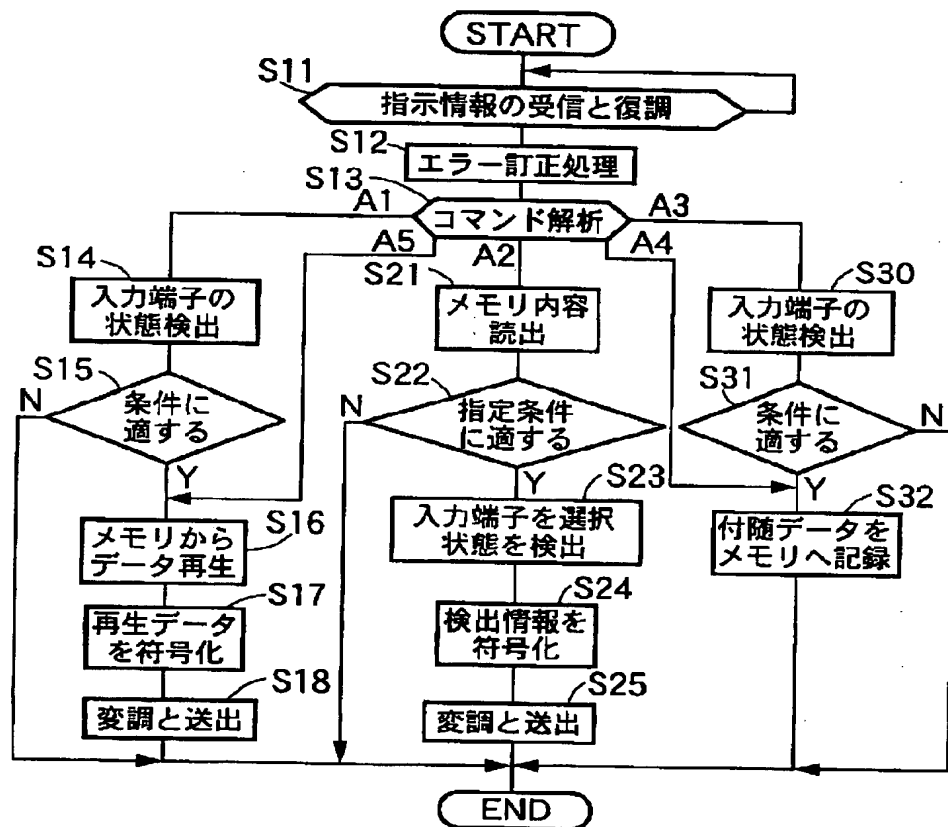 START
S11
指示情報の受信と復調
S12
エラー訂正処理
S13
コマンド解析
A1
A5
A2
A4
A3
S14
入力端子の
状態検出
S15
条件に
適する
N
Y
S16
メモリから
データ再生
S17
再生データ
を符号化
S18
変調と送出
S21
メモリ内容
読出
S22
指定条件
に適する
N
Y
S23
入力端子を選択
状態を検出
S24
検出情報を
符号化
S25
変調と送出
S30
入力端子の
状態検出
S31
条件に
適する
N
Y
S32
付随データを
メモリへ記録
END